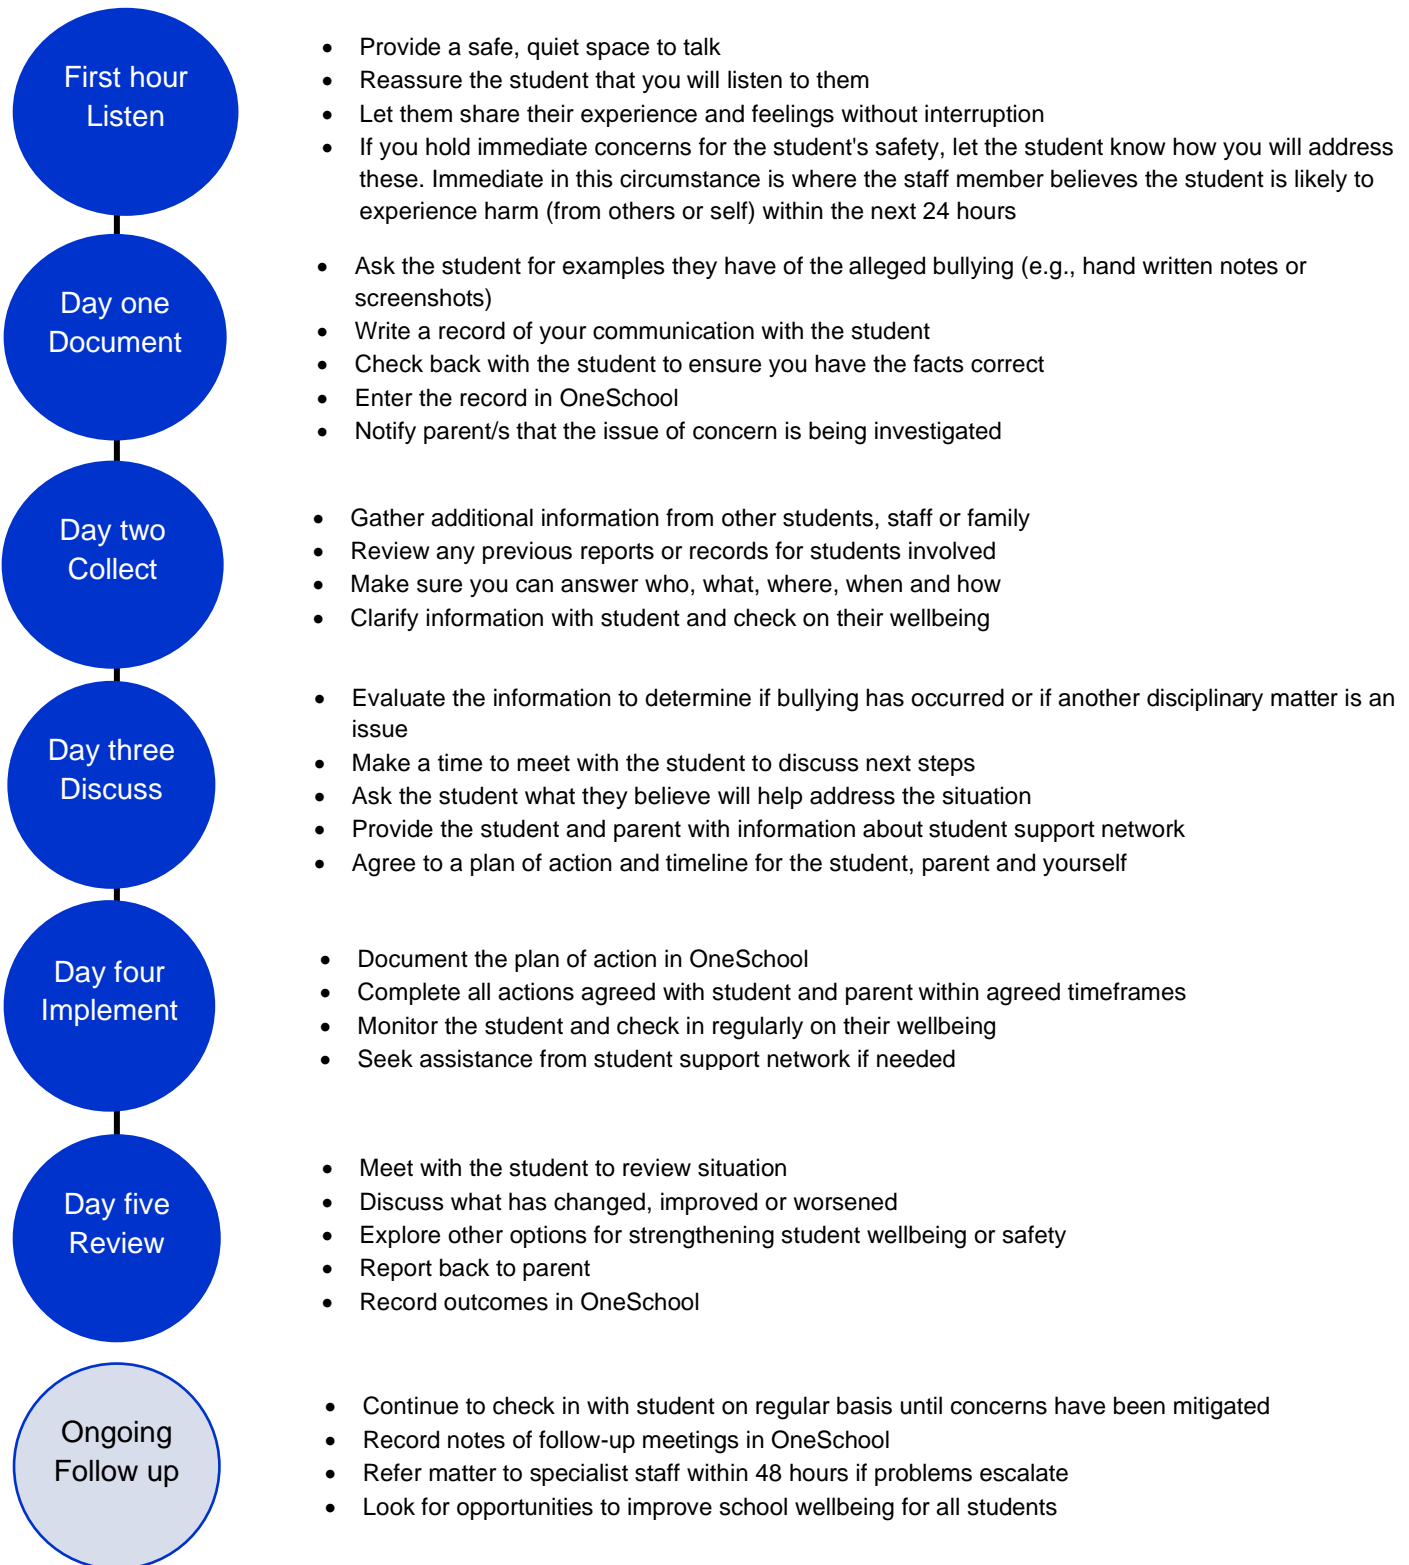 First hour
Listen
• Provide a safe, quiet space to talk
• Reassure the student that you will listen to them
• Let them share their experience and feelings without interruption
• If you hold immediate concerns for the student's safety, let the student know how you will address
these. Immediate in this circumstance is where the staff member believes the student is likely to
experience harm (from others or self) within the next 24 hours
Day one
Document
• Ask the student for examples they have of the alleged bullying (e.g., hand written notes or
screenshots)
• Write a record of your communication with the student
• Check back with the student to ensure you have the facts correct
• Enter the record in OneSchool
• Notify parent/s that the issue of concern is being investigated
Day two
Collect
• Gather additional information from other students, staff or family
• Review any previous reports or records for students involved
• Make sure you can answer who, what, where, when and how
• Clarify information with student and check on their wellbeing
Day three
Discuss
• Evaluate the information to determine if bullying has occurred or if another disciplinary matter is an
issue
• Make a time to meet with the student to discuss next steps
• Ask the student what they believe will help address the situation
• Provide the student and parent with information about student support network
• Agree to a plan of action and timeline for the student, parent and yourself
Day four
Implement
• Document the plan of action in OneSchool
• Complete all actions agreed with student and parent within agreed timeframes
• Monitor the student and check in regularly on their wellbeing
• Seek assistance from student support network if needed
Day five
Review
• Meet with the student to review situation
• Discuss what has changed, improved or worsened
• Explore other options for strengthening student wellbeing or safety
• Report back to parent
• Record outcomes in OneSchool
Ongoing
Follow up
• Continue to check in with student on regular basis until concerns have been mitigated
• Record notes of follow-up meetings in OneSchool
• Refer matter to specialist staff within 48 hours if problems escalate
• Look for opportunities to improve school wellbeing for all students